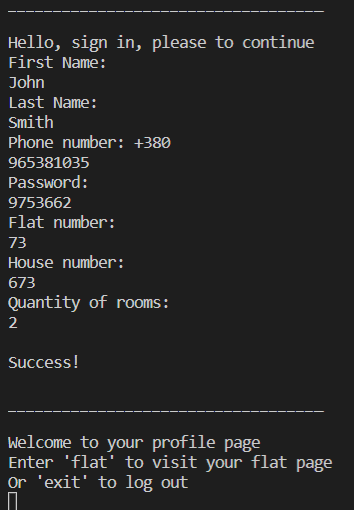 ___________________________________
Hello, sign in, please to continue
First Name:
John
Last Name:
Smith
Phone number: +380
965381035
Password:
9753662
Flat number:
73
House number:
673
Quantity of rooms:
2
Success!
___________________________________
Welcome to your profile page
Enter 'flat' to visit your flat page
Or 'exit' to log out